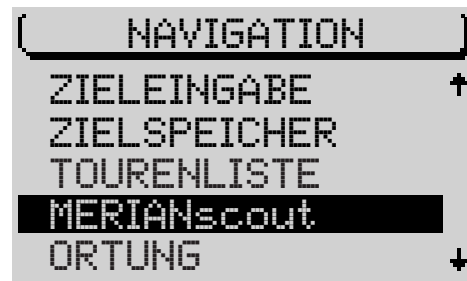 NAVIGATION
ZIELEINGABE
ZIELSPEICHER
TOURENLISTE
MERIANscout
ORTUNG